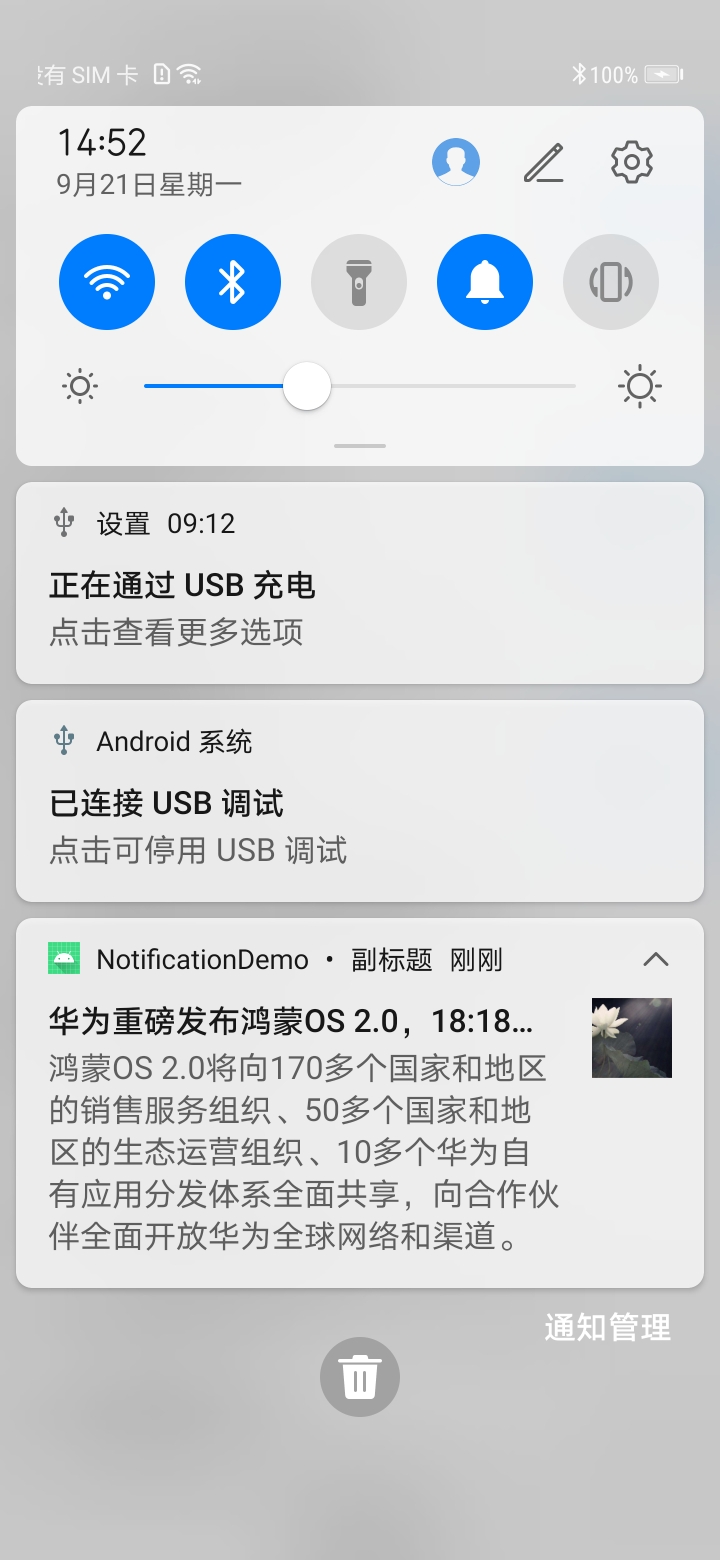 有 SIM 卡
100%
14:52
9月21日星期一
设置 09:12
正在通过 USB 充电
点击查看更多选项
Android 系统
已连接 USB 调试
点击可停用 USB 调试
NotificationDemo • 副标题 刚刚
华为重磅发布鸿蒙OS 2.0，18:18...
鸿蒙OS 2.0将向170多个国家和地区
的销售服务组织、50多个国家和地
区的生态运营组织、10多个华为自
有应用分发体系全面共享，向合作伙
伴全面开放华为全球网络和渠道。
通知管理